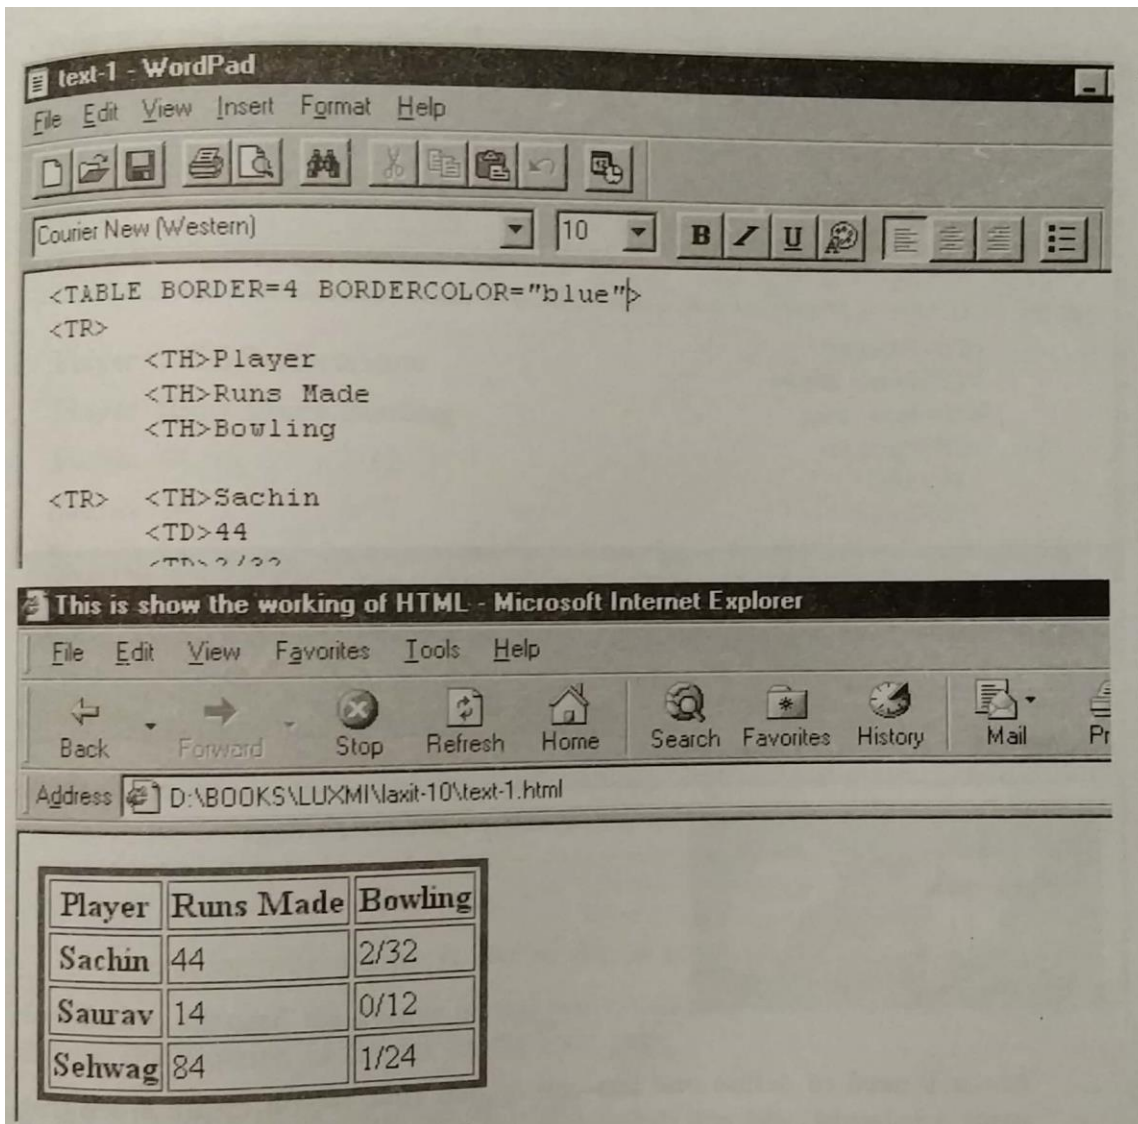 text-1 - WordPad
File Edit View Insert Format Help
Courier New (Western) 10 B I U
<TABLE BORDER=4 BORDERCOLOR="blue">
<TR>
<TH>Player
<TH>Runs Made
<TH>Bowling
<TR> <TH>Sachin
<TD>44
<TD>2/32
This is show the working of HTML - Microsoft Internet Explorer
File Edit View Favorites Tools Help
Back Forward Stop Refresh Home Search Favorites History Mail Pr
Address D:\BOOKS\LUXMI\laxit-10\text-1.html
Player Runs Made Bowling
Sachin 44 2/32
Saurav 14 0/12
Sehwag 84 1/24